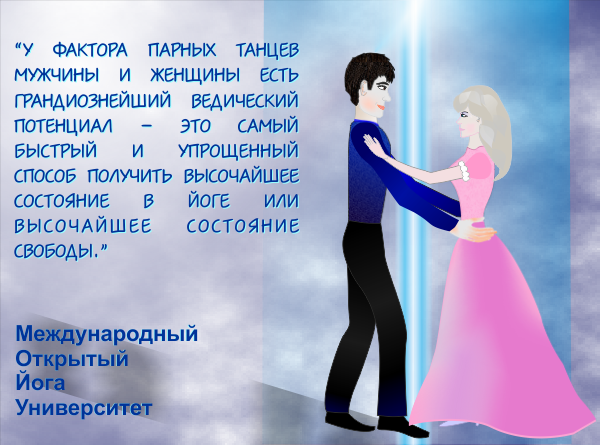 “У ФАКТОРА ПАРНЫХ ТАНЦЕВ
МУЖЧИНЫ И ЖЕНЩИНЫ ЕСТЬ
ГРАНДИОЗНЕЙШИЙ ВЕДИЧЕСКИЙ
ПОТЕНЦИАЛ – ЭТО САМЫЙ
БЫСТРЫЙ И УПРОЩЕННЫЙ
СПОСОБ ПОЛУЧИТЬ ВЫСОЧАЙШЕЕ
СОСТОЯНИЕ В ЙОГЕ ИЛИ
ВЫСОЧАЙШЕЕ СОСТОЯНИЕ
СВОБОДЫ.”
Международный
Открытый
Йога
Университет